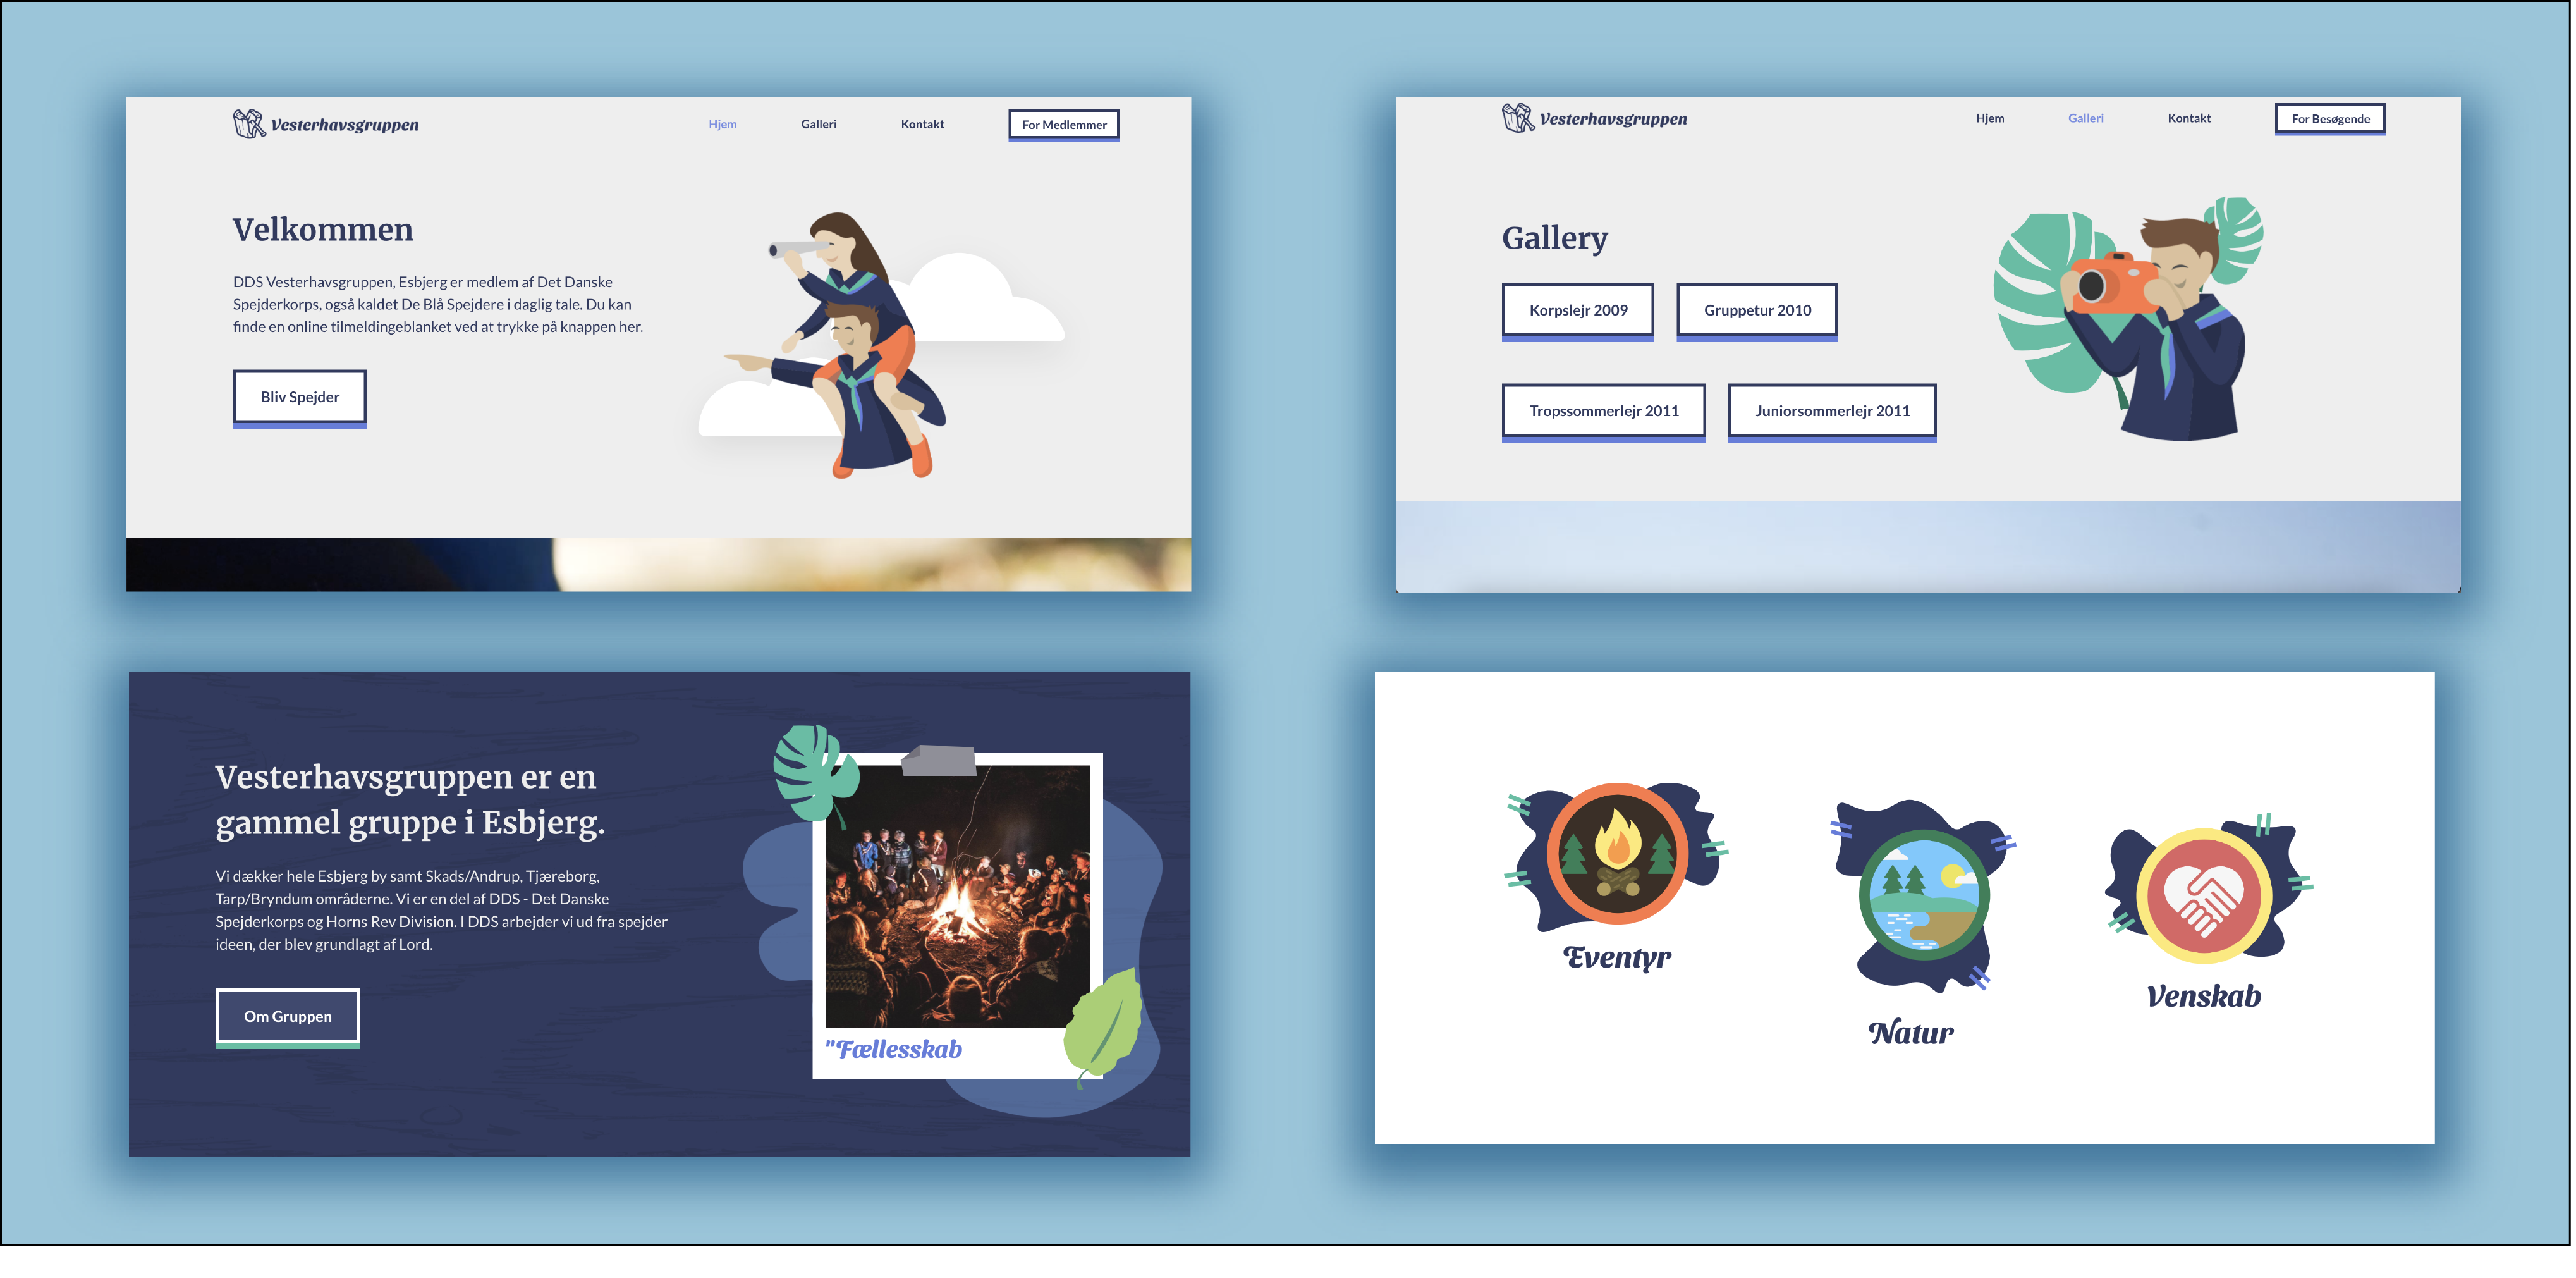 Vesterhavsgruppen
Hjem
Galleri
Kontakt
For Medlemmer
Velkommen
DDS Vesterhavsgruppen, Esbjerg er medlem af Det Danske
Spejderkorps, også kaldet De Blå Spejdere i daglig tale. Du kan
finde en online tilmeldingeblanket ved at trykke på knappen her.
Bliv Spejder
Vesterhavsgruppen
Hjem
Galleri
Kontakt
For Besøgende
Gallery
Korpslejr 2009
Gruppetur 2010
Tropssommerlejr 2011
Juniorsommerlejr 2011
Vesterhavsgruppen er en
gammel gruppe i Esbjerg.
Vi dækker hele Esbjerg by samt Skads/Andrup, Tjæreborg,
Tarp/Bryndum områderne. Vi er en del af DDS - Det Danske
Spejderkorps og Horns Rev Division. I DDS arbejder vi ud fra spejder
ideen, der blev grundlagt af Lord.
Om Gruppen
"Fællesskab
Eventyr
Natur
Venskab